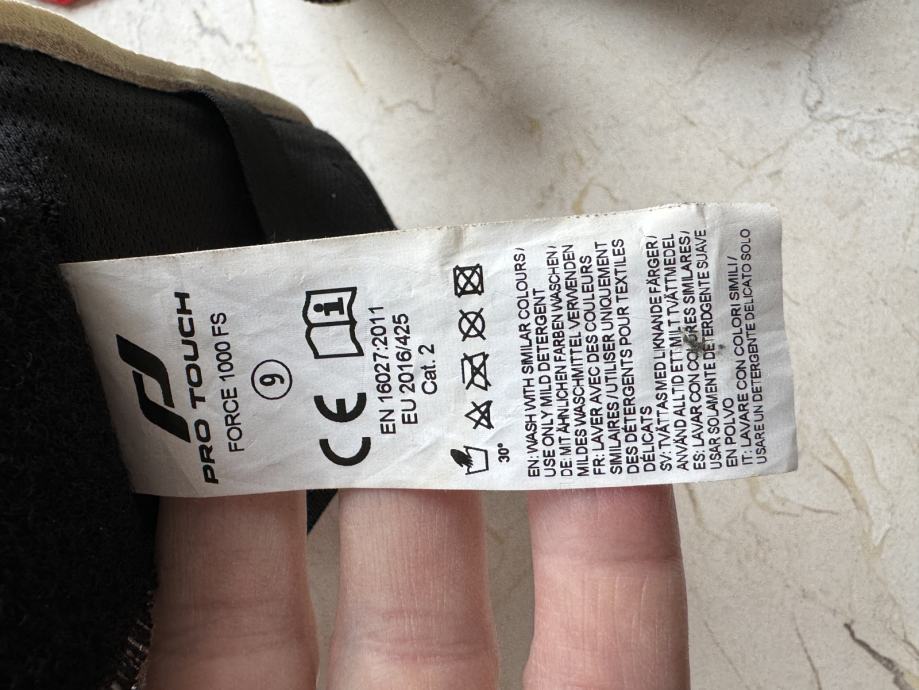 PRO TOUCH
FORCE 1000 FS
9
CE
i
EN 16027:2011
EU 2016/425
Cat. 2
30°
EN: WASH WITH SIMILAR COLOURS /
USE ONLY MILD DETERGENT
DE: MIT ÄHNLICHEN FARBEN WASCHEN /
MILDES WASCHMITTEL VERWENDEN
FR: LAVER AVEC DES COULEURS
SIMILAIRES / UTILISER UNIQUEMENT
DES DÉTERGENTS POUR TEXTILES
DÉLICATS
SV: TVÄTTAS MED LIKNANDE FÄRGER /
ANVÄND ALLTID ETT MILT TVÄTTMEDEL
ES: LAVAR CON COLORES SIMILARES /
USAR SOLAMENTE DETERDGENTE SUAVE
EN POLVO
IT: LAVARE CON COLORI SIMILI /
USARE UN DETERGENTE DELICATO SOLO